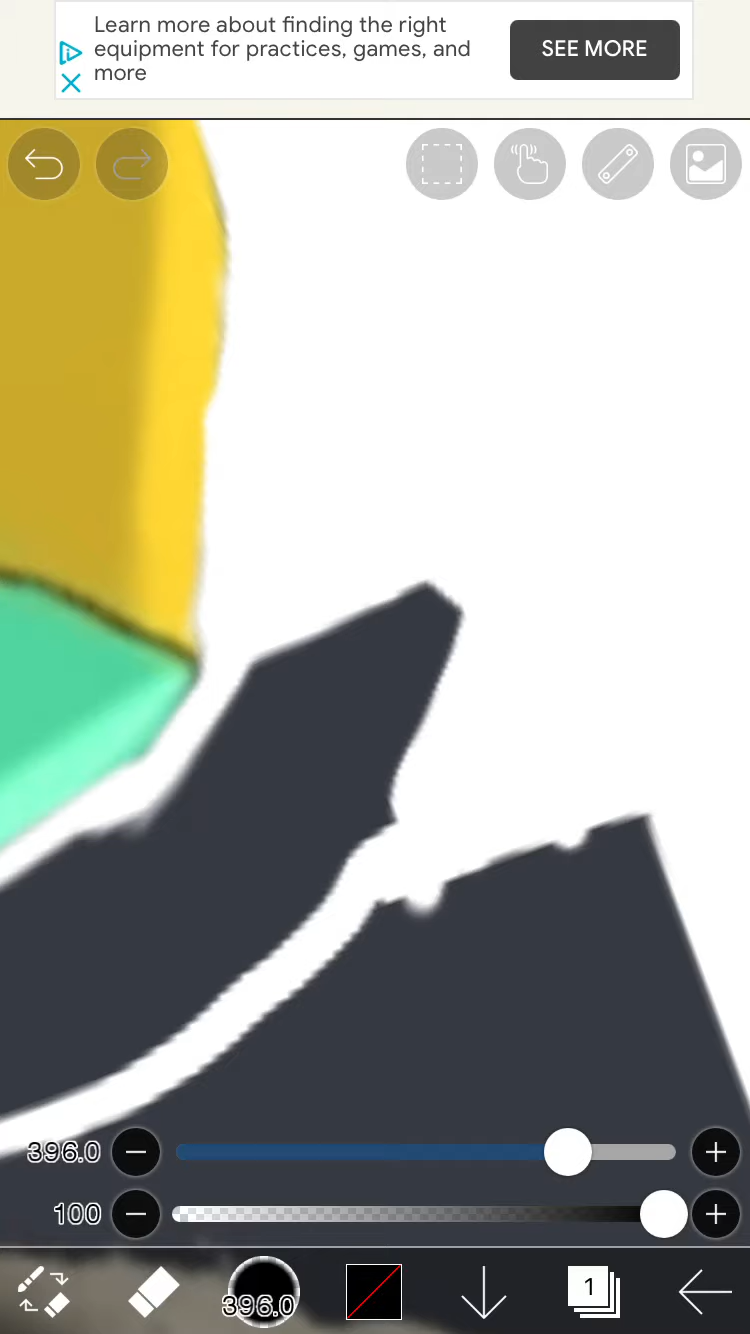 Learn more about finding the right
equipment for practices, games, and
more
SEE MORE
396.0
100
396.0
1